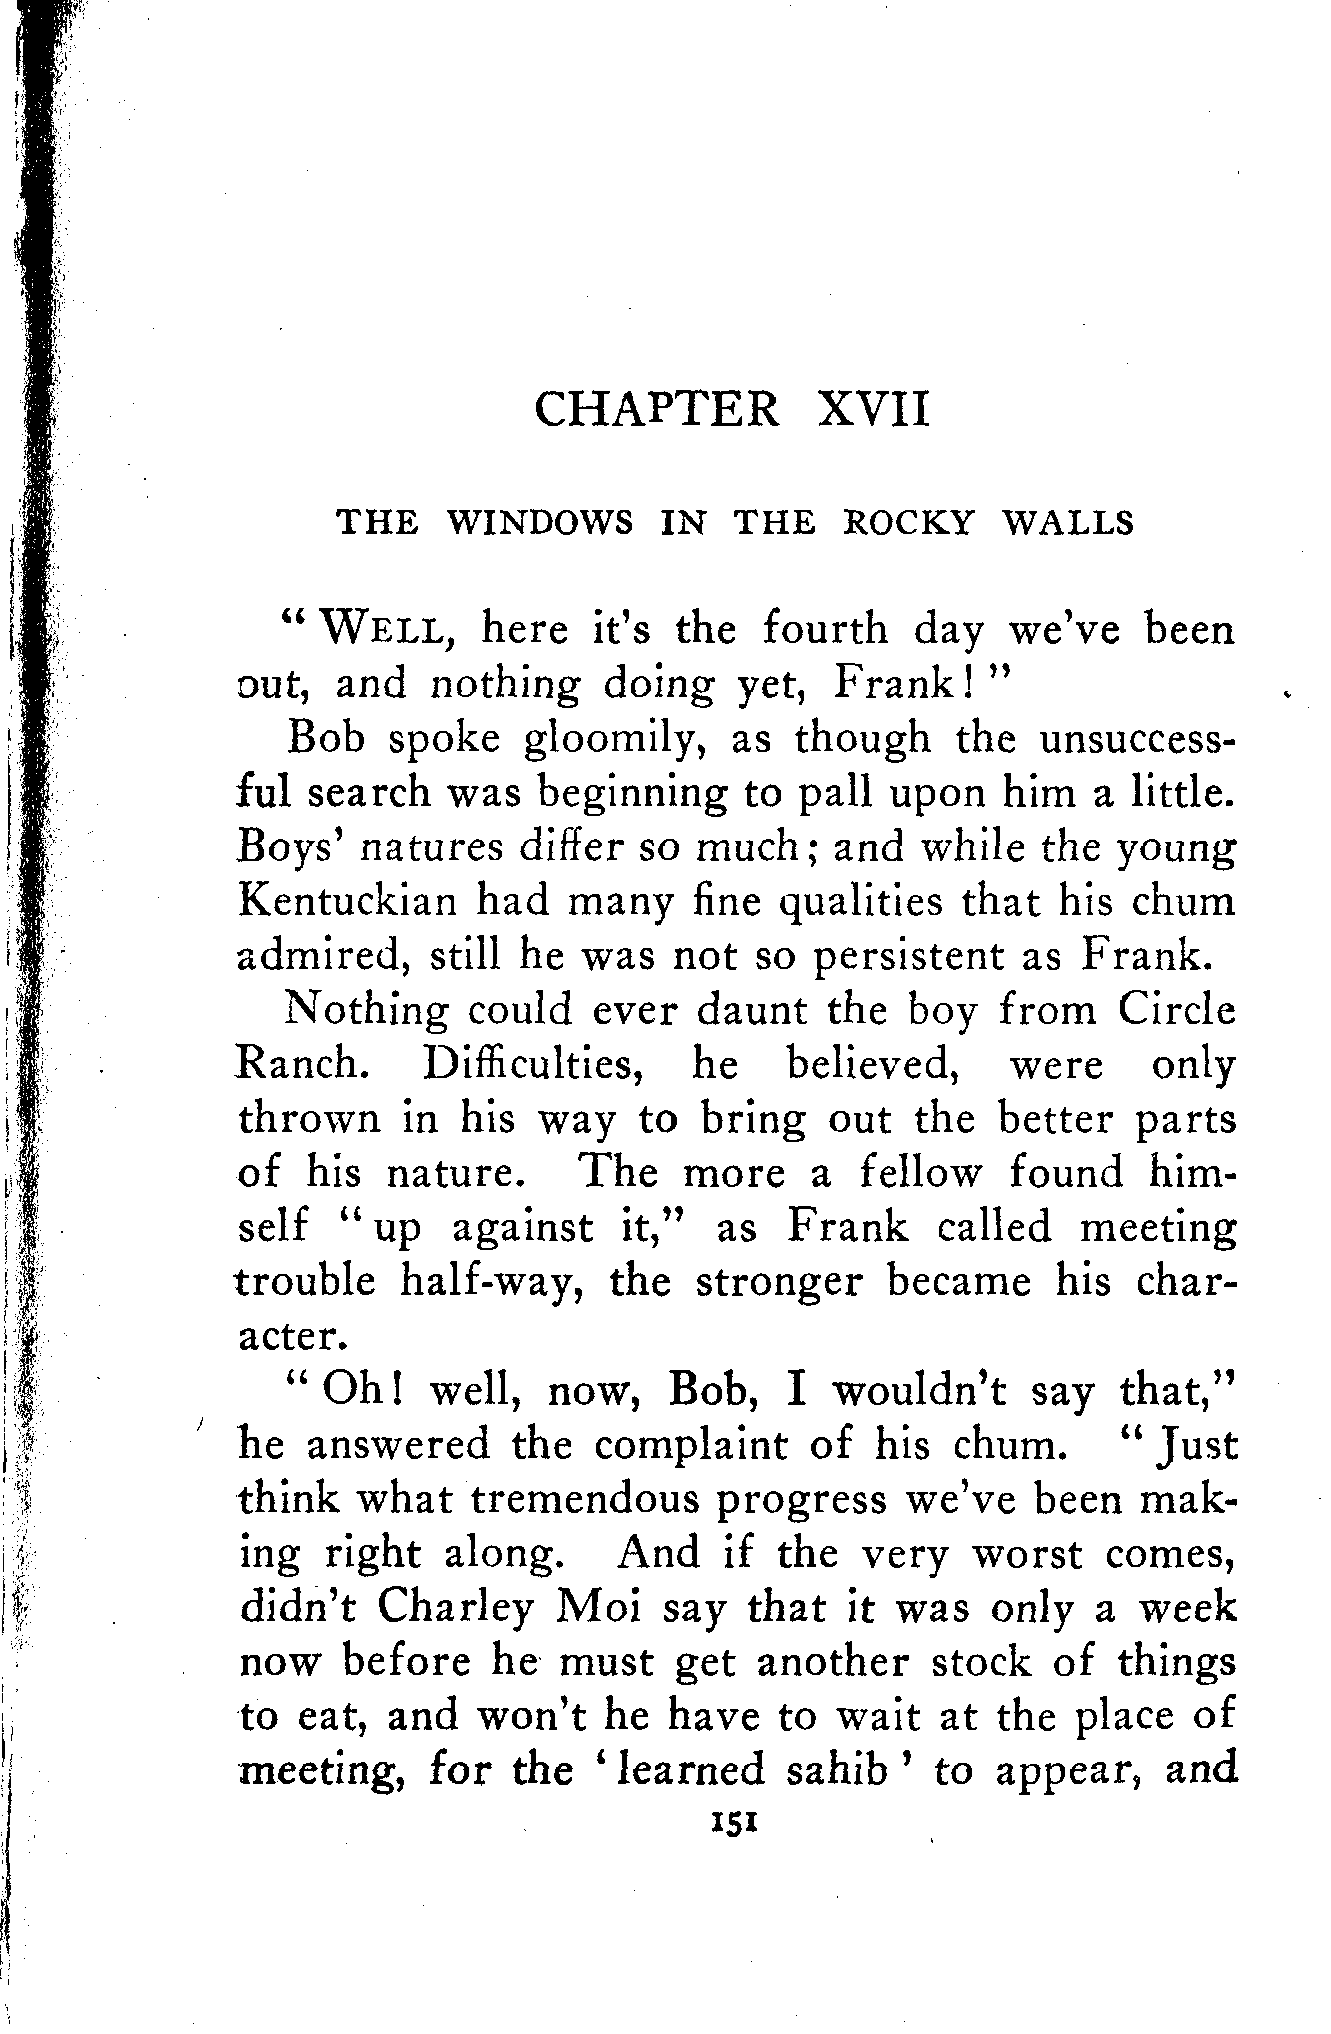 CHAPTER XVII
THE WINDOWS IN THE ROCKY WALLS
" WELL, here it's the fourth day we've been
out, and nothing doing yet, Frank! "
Bob spoke gloomily, as though the unsuccess-
ful search was beginning to pall upon him a little.
Boys' natures differ so much; and while the young
Kentuckian had many fine qualities that his chum
admired, still he was not so persistent as Frank.
Nothing could ever daunt the boy from Circle
Ranch. Difficulties, he believed, were only
thrown in his way to bring out the better parts
of his nature. The more a fellow found him-
self " up against it," as Frank called meeting
trouble half-way, the stronger became his char-
acter.
" Oh! well, now, Bob, I wouldn't say that,"
he answered the complaint of his chum. " Just
think what tremendous progress we've been mak-
ing right along. And if the very worst comes,
didn't Charley Moi say that it was only a week
now before he must get another stock of things
to eat, and won't he have to wait at the place of
meeting, for the ' learned sahib ' to appear, and
151